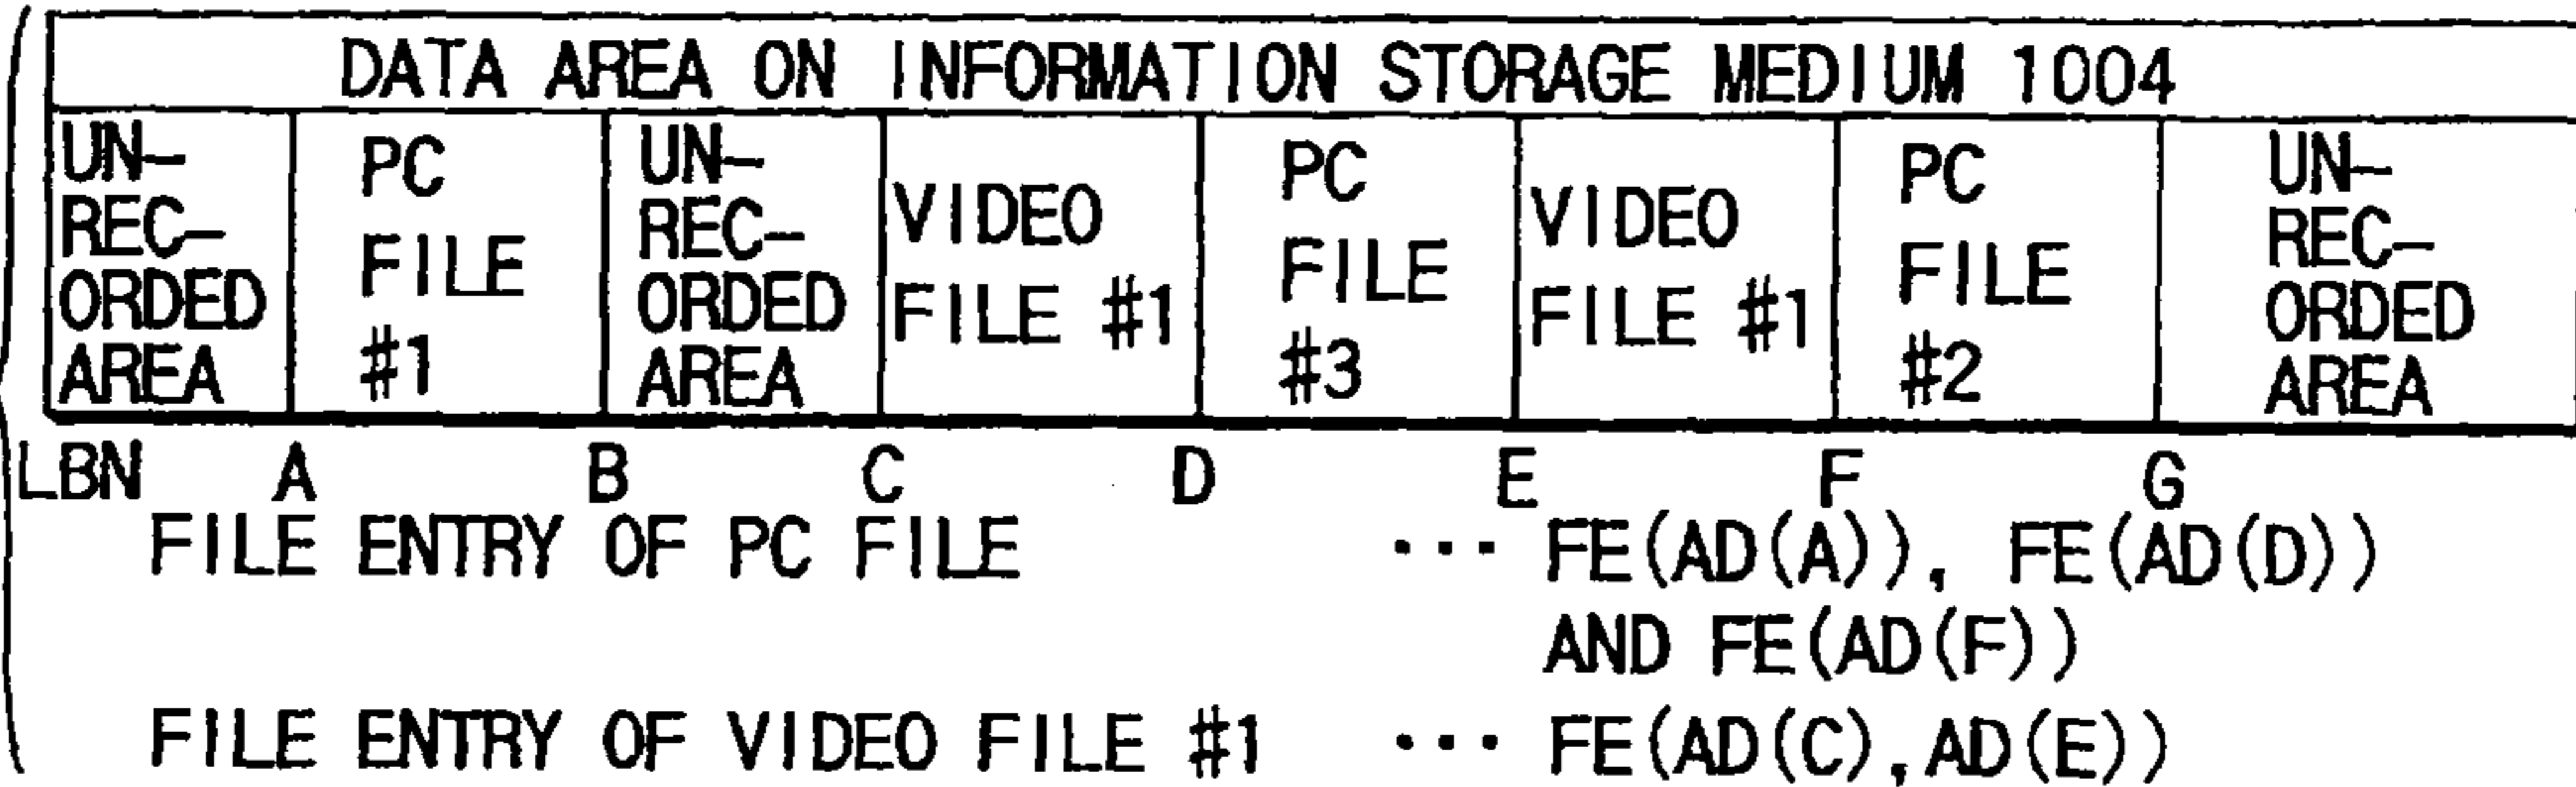 DATA AREA ON INFORMATION STORAGE MEDIUM 1004
UN-
REC-
ORDED
AREA
PC
FILE
#1
UN-
REC-
ORDED
AREA
VIDEO
FILE #1
PC
FILE
#3
VIDEO
FILE #1
PC
FILE
#2
UN-
REC-
ORDED
AREA
LBN A B C D E F G
FILE ENTRY OF PC FILE ··· FE(AD(A)), FE(AD(D))
AND FE(AD(F))
FILE ENTRY OF VIDEO FILE #1 ··· FE(AD(C),AD(E))